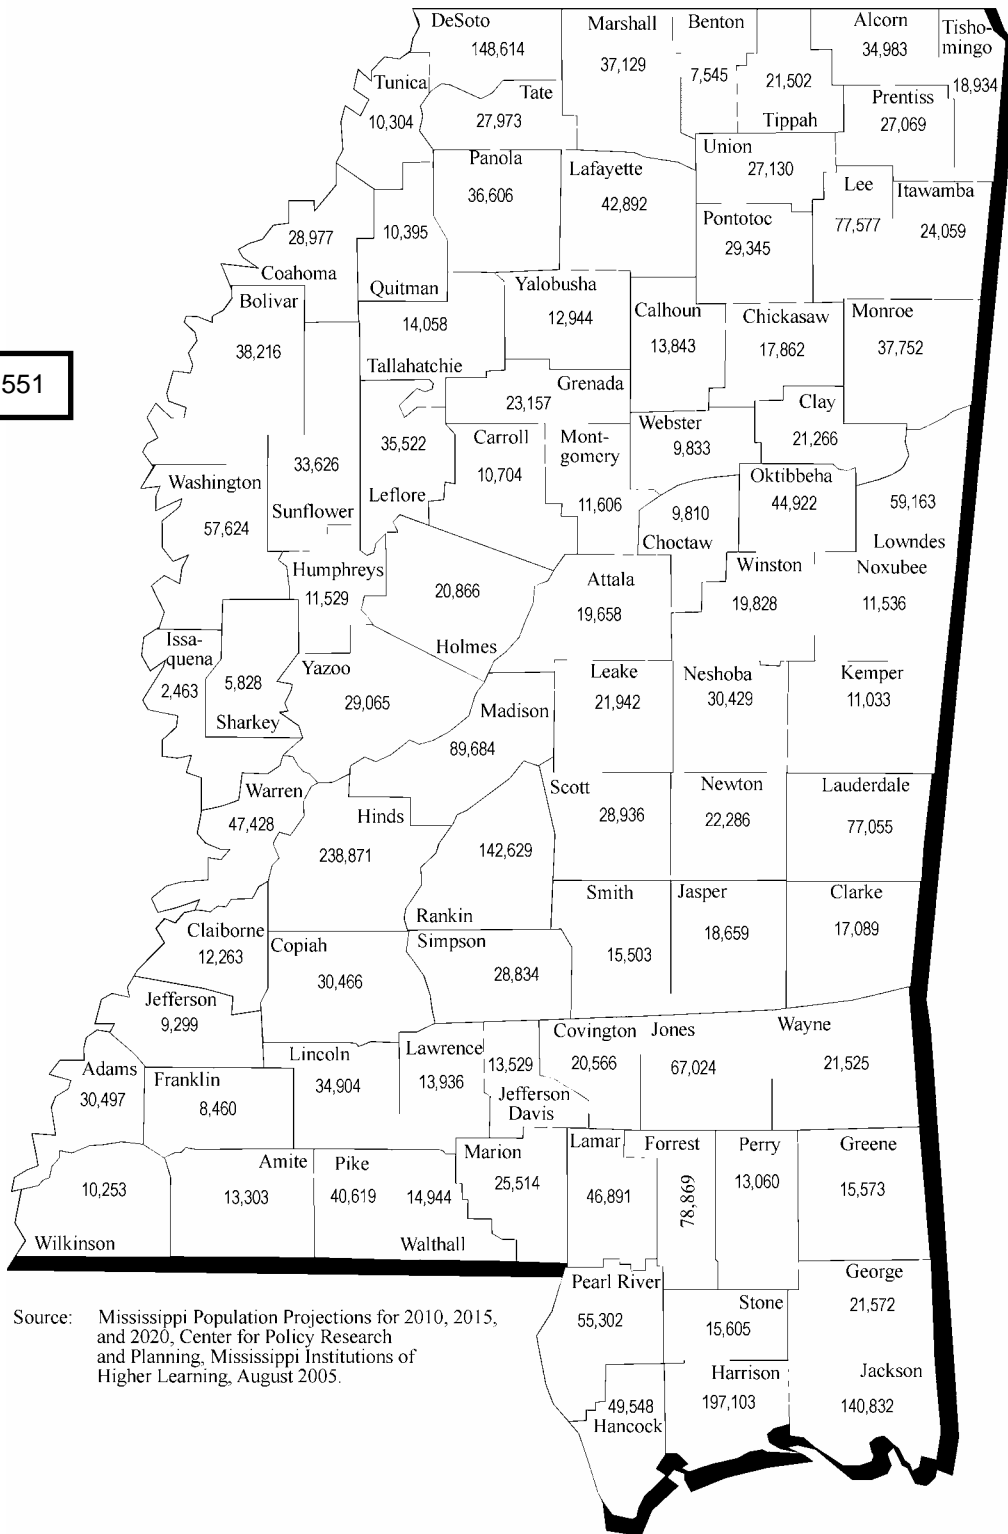 DeSoto
148,614
Marshall
37,129
Benton
7,545
Alcorn
34,983
Tisho-
mingo
18,934
Tunica
10,304
Tate
27,973
21,502
Tippah
Prentiss
27,069
Panola
36,606
Lafayette
42,892
Union
27,130
Lee
77,577
Itawamba
24,059
Pontotoc
29,345
28,977
Coahoma
10,395
Quitman
Bolivar
38,216
14,058
Tallahatchie
Yalobusha
12,944
Calhoun
13,843
Chickasaw
17,862
Monroe
37,752
551
Grenada
23,157
Clay
21,266
Webster
9,833
35,522
Leflore
Carroll
10,704
Mont-
gomery
11,606
33,626
Sunflower
Washington
57,624
Oktibbeha
44,922
9,810
Choctaw
59,163
Lowndes
Humphreys
11,529
20,866
Holmes
Attala
19,658
Winston
19,828
Noxubee
11,536
Issa-
quena
2,463
5,828
Sharkey
Yazoo
29,065
Leake
21,942
Neshoba
30,429
Kemper
11,033
Madison
89,684
Warren
47,428
Hinds
238,871
142,629
Rankin
Scott
28,936
Newton
22,286
Lauderdale
77,055
Smith
15,503
Jasper
18,659
Clarke
17,089
Claiborne
12,263
Copiah
30,466
Simpson
28,834
Jefferson
9,299
Adams
30,497
Franklin
8,460
Lincoln
34,904
Lawrence
13,936
13,529
Jefferson
Davis
Covington
20,566
Jones
67,024
Wayne
21,525
10,253
Wilkinson
Amite
13,303
Pike
40,619
14,944
Walthall
Marion
25,514
Lamar
46,891
Forrest
78,869
Perry
13,060
Greene
15,573
Pearl River
55,302
Stone
15,605
George
21,572
49,548
Hancock
Harrison
197,103
Jackson
140,832
Source: Mississippi Population Projections for 2010, 2015,
and 2020, Center for Policy Research
and Planning, Mississippi Institutions of
Higher Learning, August 2005.